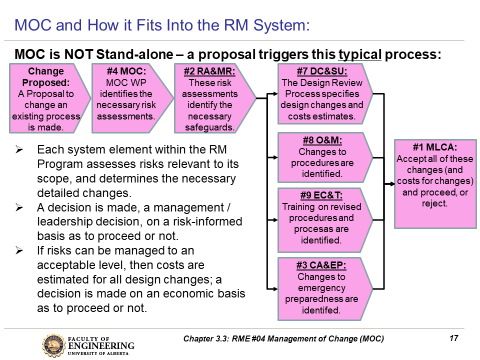 MOC and How it Fits Into the RM System:
MOC is NOT Stand-alone – a proposal triggers this typical process:
Change
Proposed:
A Proposal to
change an
existing process
is made.
#4 MOC:
MOC WP
identifies the
necessary risk
assessments.
#2 RA&MR:
These risk
assessments
identify the
necessary
safeguards.
#7 DC&SU:
The Design Review
Process specifies
design changes and
costs estimates.
#8 O&M:
Changes to
procedures are
identified.
#9 EC&T:
Training on revised
procedures and
procesas are
identified.
#3 CA&EP:
Changes to
emergency
preparedness are
identifed.
#1 MLCA:
Accept all of these
changes (and
costs for changes)
and proceed, or
reject.
➢ Each system element within the RM
Program assesses risks relevant to its
scope, and determines the necessary
detailed changes.
➢ A decision is made, a management /
leadership decision, on a risk-informed
basis as to proceed or not.
➢ If risks can be managed to an
acceptable level, then costs are
estimated for all design changes; a
decision is made on an economic basis
as to proceed or not.
FACULTY OF
ENGINEERING
UNIVERSITY OF ALBERTA
Chapter 3.3: RME #04 Management of Change (MOC)
17